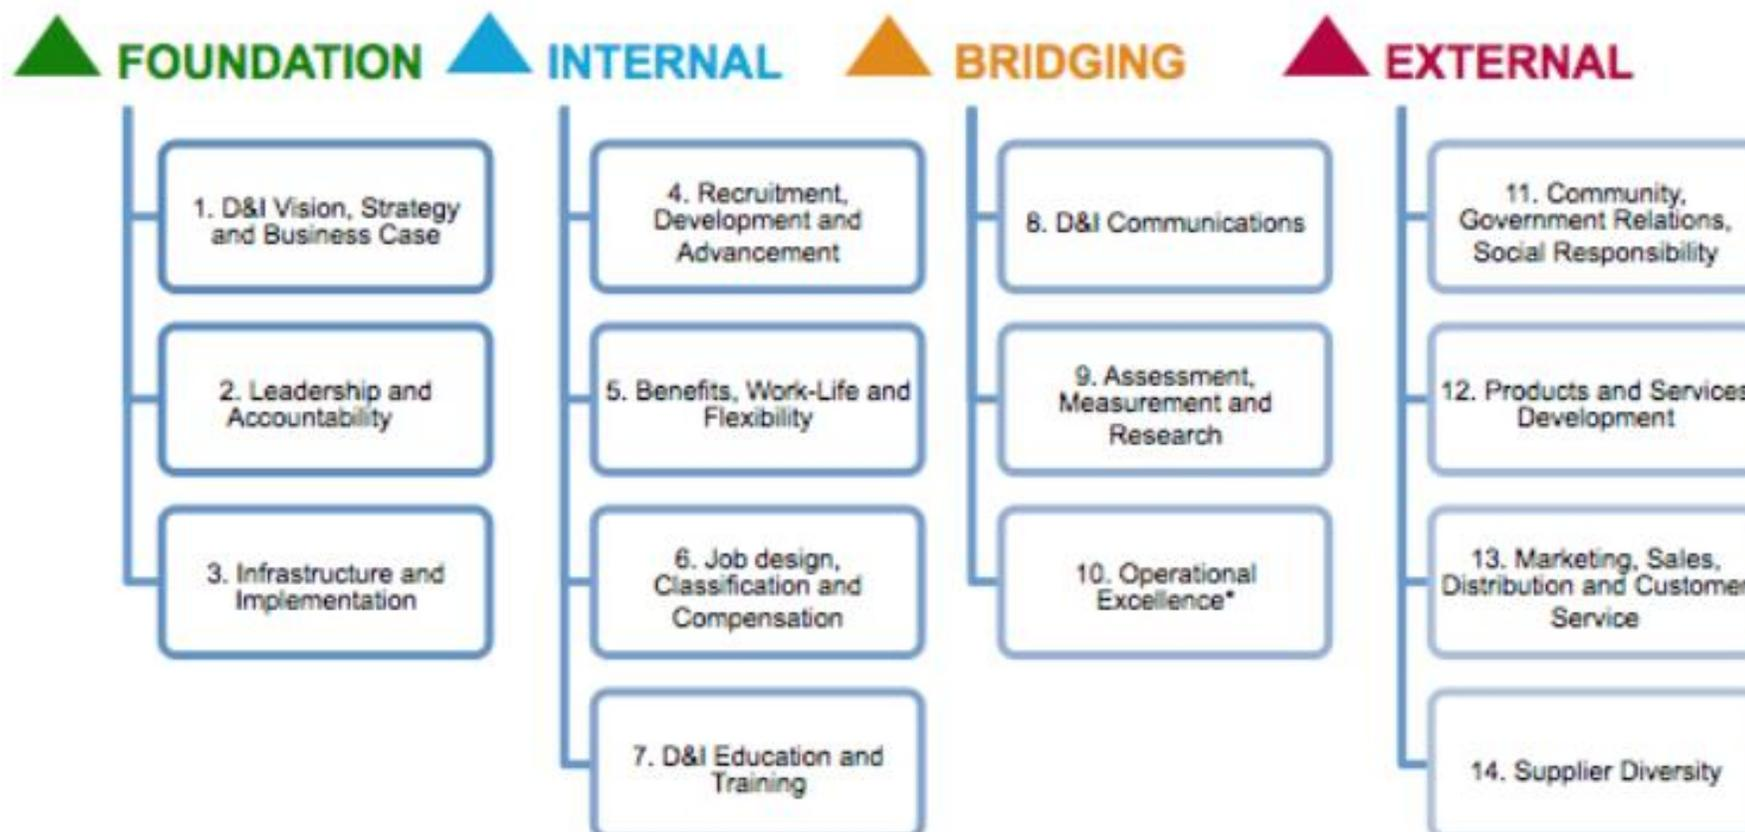 FOUNDATION
1. D&I Vision, Strategy
and Business Case
2. Leadership and
Accountability
3. Infrastructure and
Implementation
INTERNAL
4. Recruitment,
Development and
Advancement
5. Benefits, Work-Life and
Flexibility
6. Job design,
Classification and
Compensation
7. D&I Education and
Training
BRIDGING
8. D&I Communications
9. Assessment,
Measurement and
Research
10. Operational
Excellence*
EXTERNAL
11. Community,
Government Relations,
Social Responsibility
12. Products and Services
Development
13. Marketing, Sales,
Distribution and Customer
Service
14. Supplier Diversity